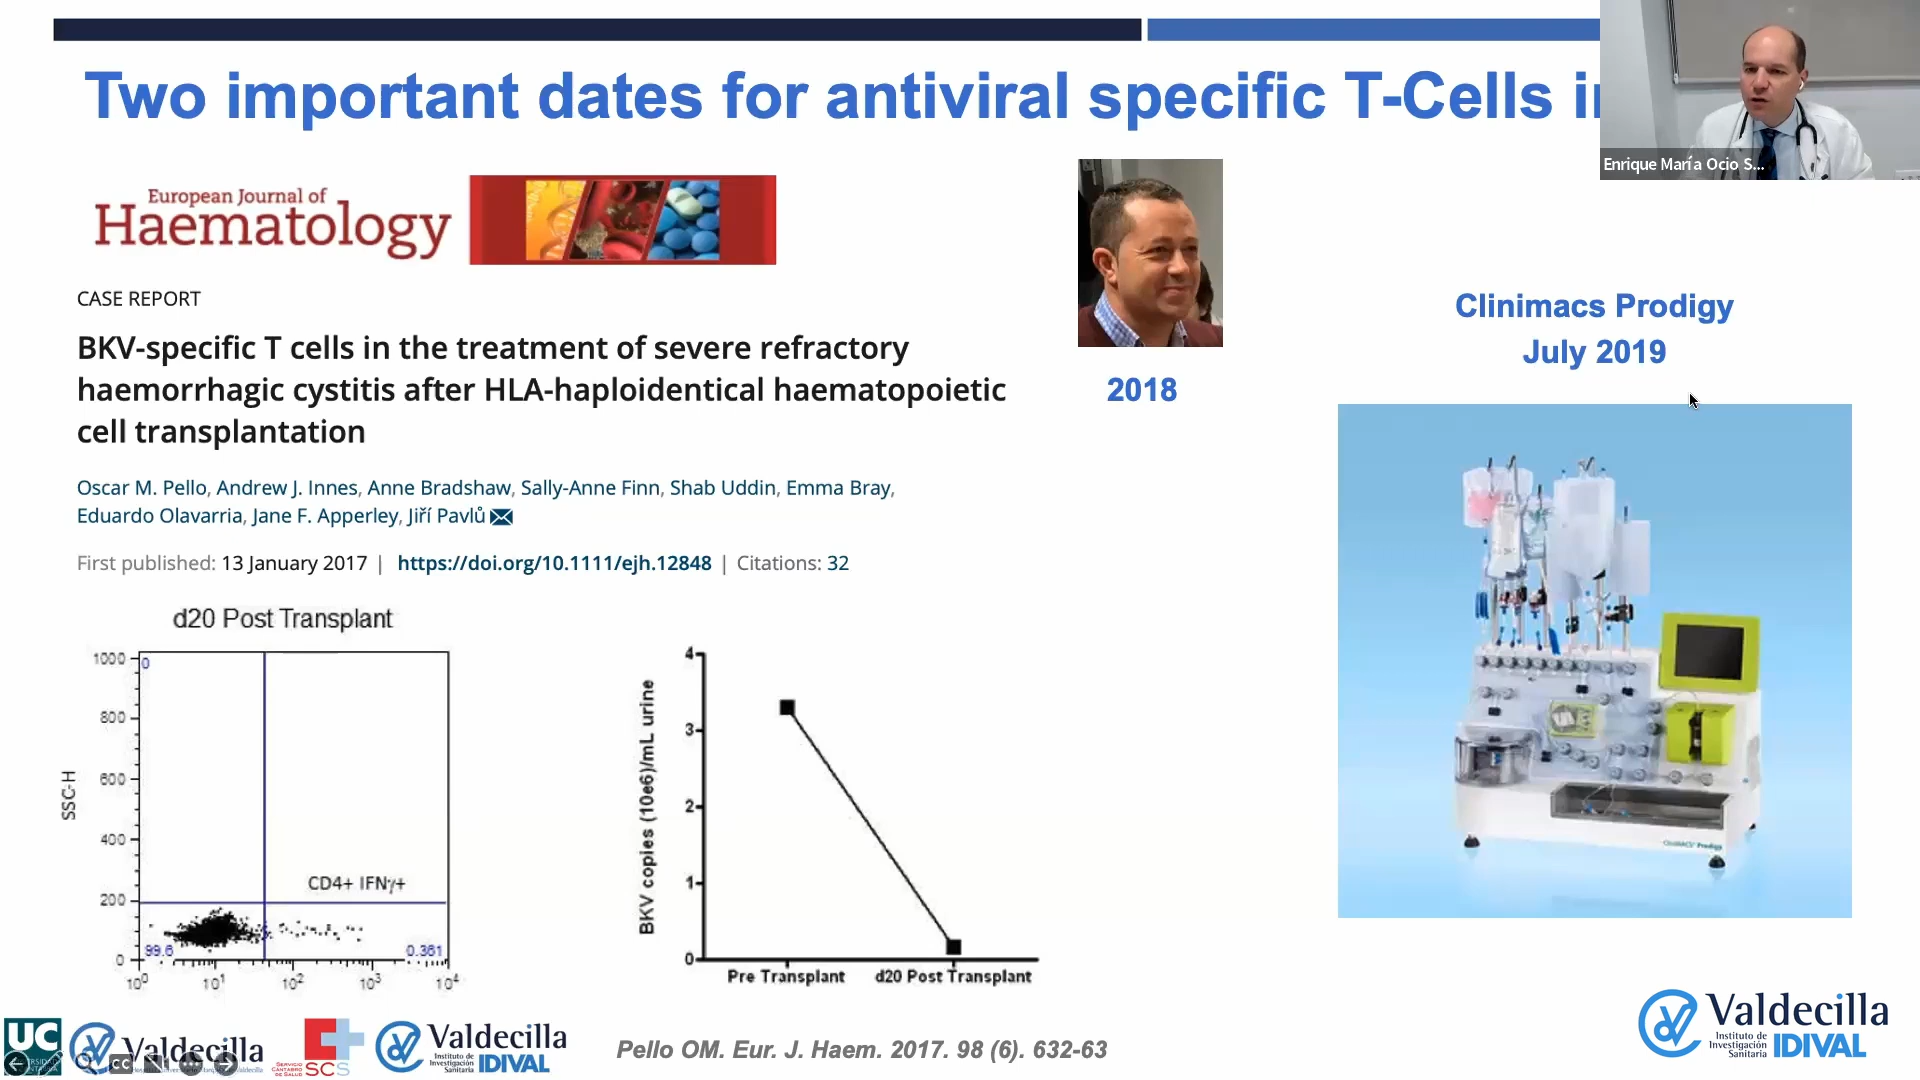 Two important dates for antiviral specific T-Cells i
Enrique María Ocio S...
European Journal of
Haematology
CASE REPORT
BKV-specific T cells in the treatment of severe refractory
haemorrhagic cystitis after HLA-haploidentical haematopoietic
cell transplantation
Oscar M. Pello, Andrew J. Innes, Anne Bradshaw, Sally-Anne Finn, Shab Uddin, Emma Bray,
Eduardo Olavarria, Jane F. Apperley, Jiří Pavlů
First published: 13 January 2017 | https://doi.org/10.1111/ejh.12848 | Citations: 32
2018
Clinimacs Prodigy
July 2019
d20 Post Transplant
SSC-H
1000
800
600
400
200
0
0
CD4+ IFNγ+
99.6
0.361
10⁰ 10¹ 10² 10³ 10⁴
BKV copies (10e6)/mL urine
4
3
2
1
0
Pre Transplant d20 Post Transplant
CliniMACS Prodigy
UC
Valdecilla
CC
SERVICIO
CÁNTABRO
DE SALUD
SCS
Valdecilla
Instituto de
Investigación
Sanitaria
IDIVAL
Pello OM. Eur. J. Haem. 2017. 98 (6). 632-63
Valdecilla
Instituto de
Investigación
Sanitaria
IDIVAL